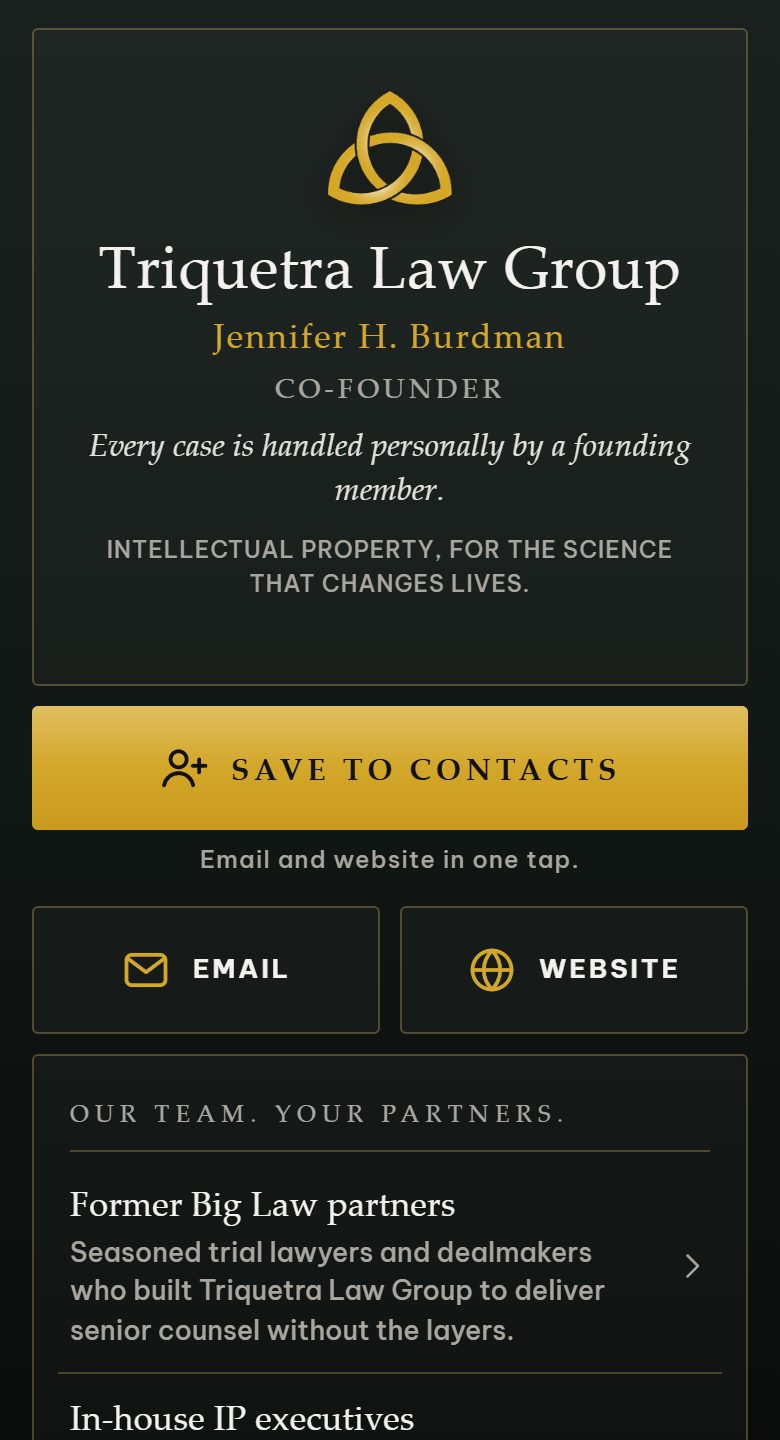 Triquetra Law Group
Jennifer H. Burdman
CO-FOUNDER
Every case is handled personally by a founding
member.
INTELLECTUAL PROPERTY, FOR THE SCIENCE
THAT CHANGES LIVES.
SAVE TO CONTACTS
Email and website in one tap.
EMAIL
WEBSITE
OUR TEAM. YOUR PARTNERS.
Former Big Law partners
Seasoned trial lawyers and dealmakers
who built Triquetra Law Group to deliver
senior counsel without the layers.
In-house IP executives